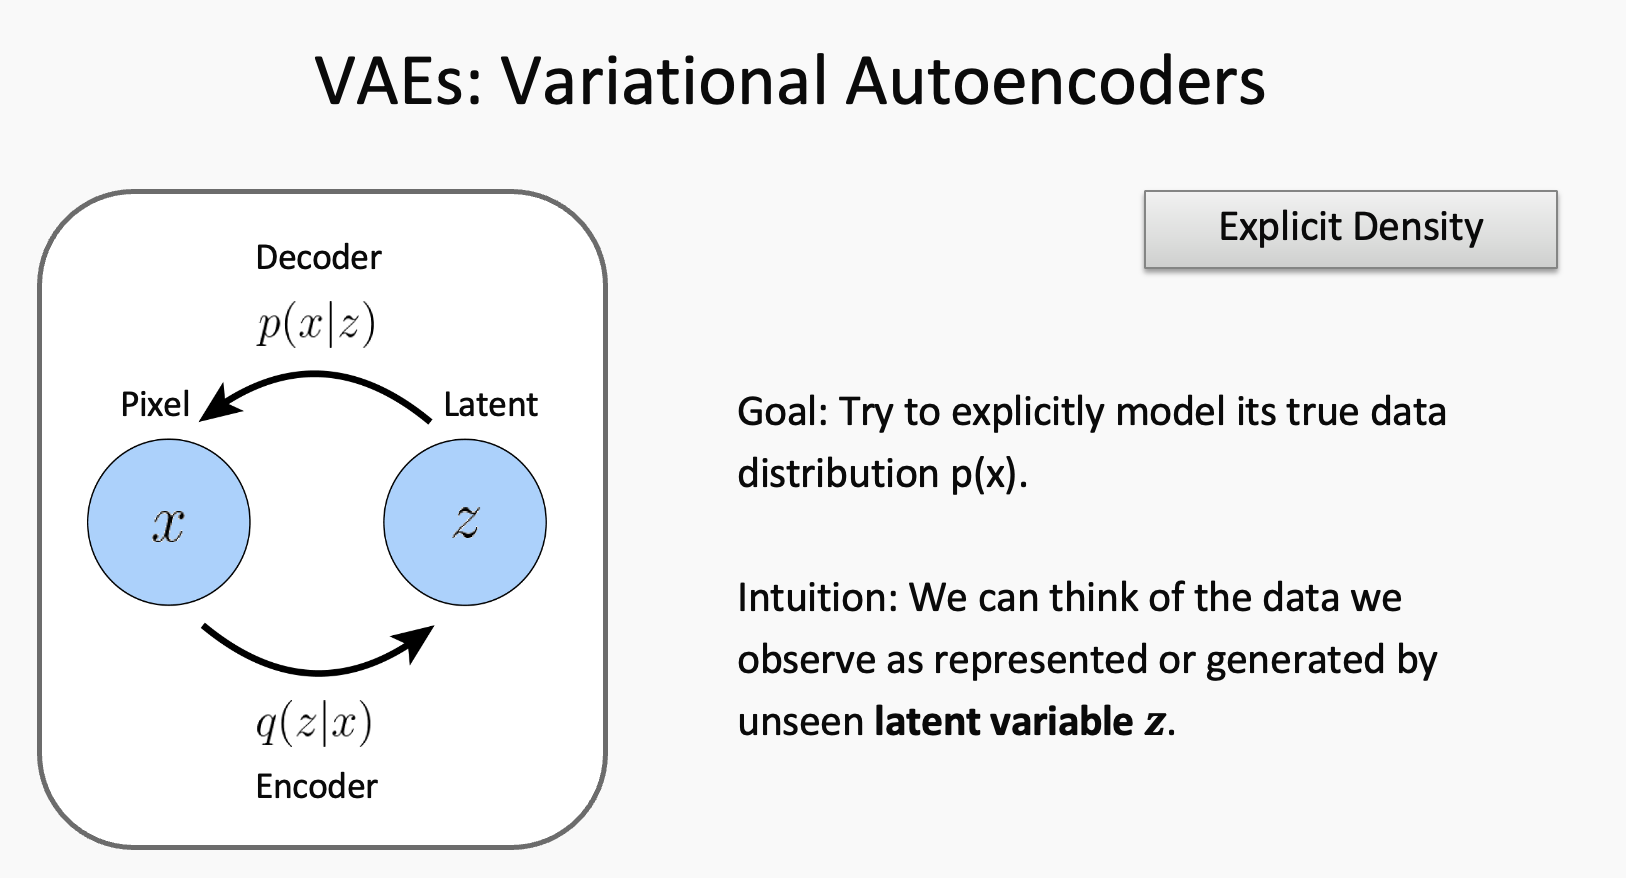 VAEs: Variational Autoencoders
Decoder
p(x|z)
Pixel
Latent
x
z
q(z|x)
Encoder
Explicit Density
Goal: Try to explicitly model its true data
distribution p(x).
Intuition: We can think of the data we
observe as represented or generated by
unseen latent variable z.